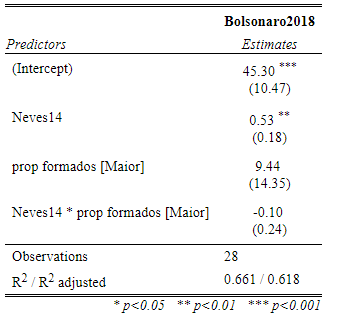 Bolsonaro2018
Predictors Estimates
(Intercept) 45.30 ***
(10.47)
Neves14 0.53 **
(0.18)
prop formados [Maior] 9.44
(14.35)
Neves14 * prop formados [Maior] -0.10
(0.24)
Observations 28
R2 / R2 adjusted 0.661 / 0.618
* p<0.05 ** p<0.01 *** p<0.001